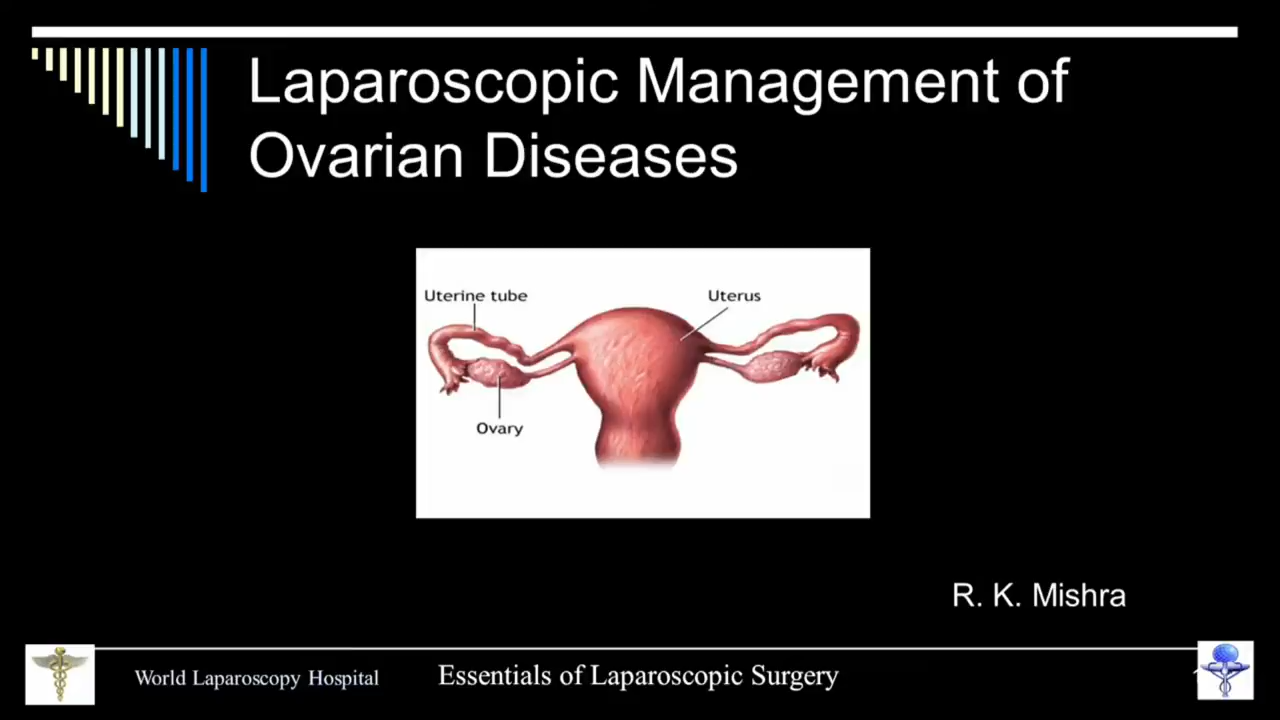 Laparoscopic Management of
Ovarian Diseases
Uterine tube
Uterus
Ovary
R. K. Mishra
World Laparoscopy Hospital
Essentials of Laparoscopic Surgery